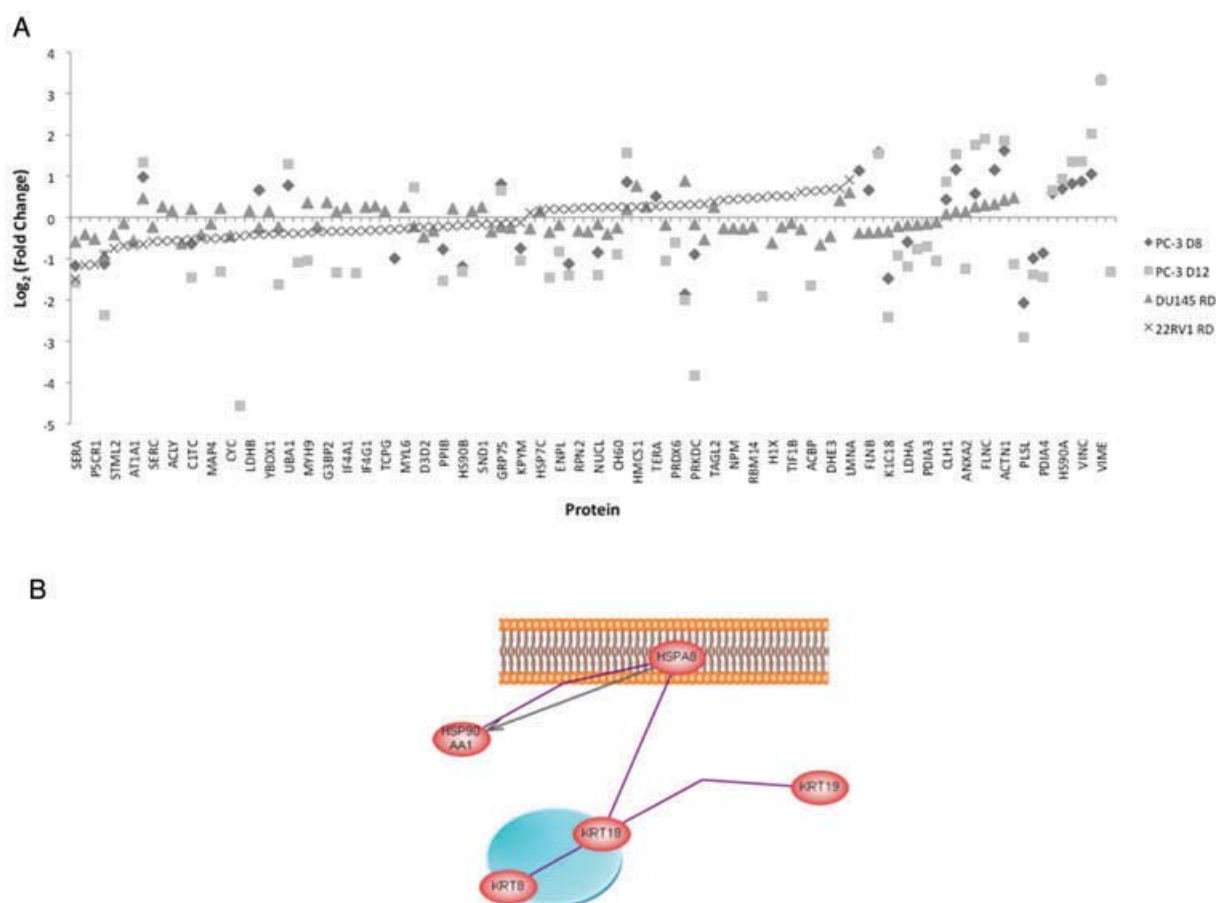 A
Log2 (Fold Change)
4
3
2
1
0
-1
-2
-3
-4
-5
SERA
P5CR1
STML2
AT1A1
SERC
ACLY
C1TC
MAP4
CYC
LDHB
YBOX1
UBA1
MYH9
G3BP2
IF4A1
IF4G1
TCPG
MYL6
D3D2
PPIB
HS90B
SND1
GRP75
KPYM
HSP7C
ENPL
RPN2
NUCL
CH60
HMCS1
TERA
PRDX6
PRKDC
TAGL2
NPM
RBM14
H1X
TIF1B
ACBP
DHE3
LMNA
FLNB
K1C18
LDHA
PDIA3
CLH1
ANXA2
FLNC
ACTN1
PLSL
PDIA4
HS90A
VINC
VIME
Protein
PC-3 D8
PC-3 D12
DU145 RD
22RV1 RD
B
HSPA8
HSP90
AA1
KRT19
KRT18
KRT8